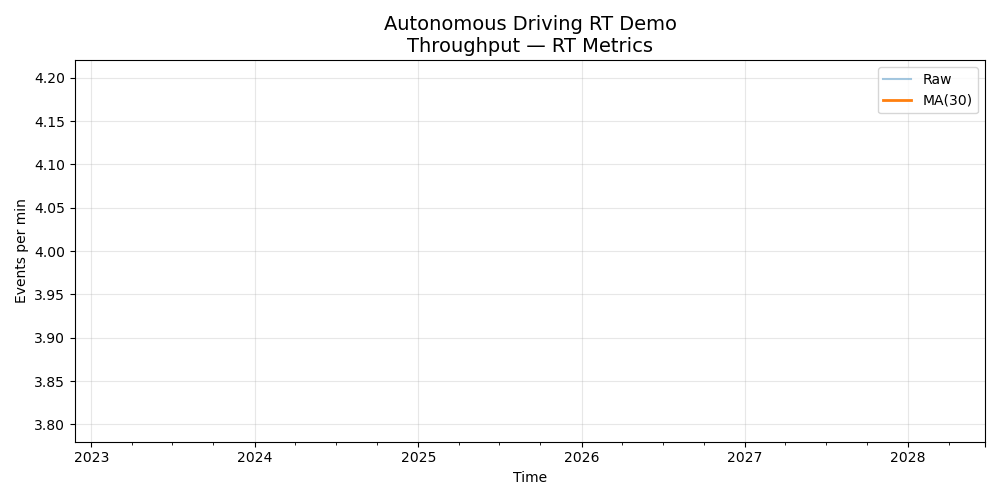 Autonomous Driving RT Demo
Throughput — RT Metrics
Raw
MA(30)
Events per min
4.20
4.15
4.10
4.05
4.00
3.95
3.90
3.85
3.80
2023 2024 2025 2026 2027 2028
Time